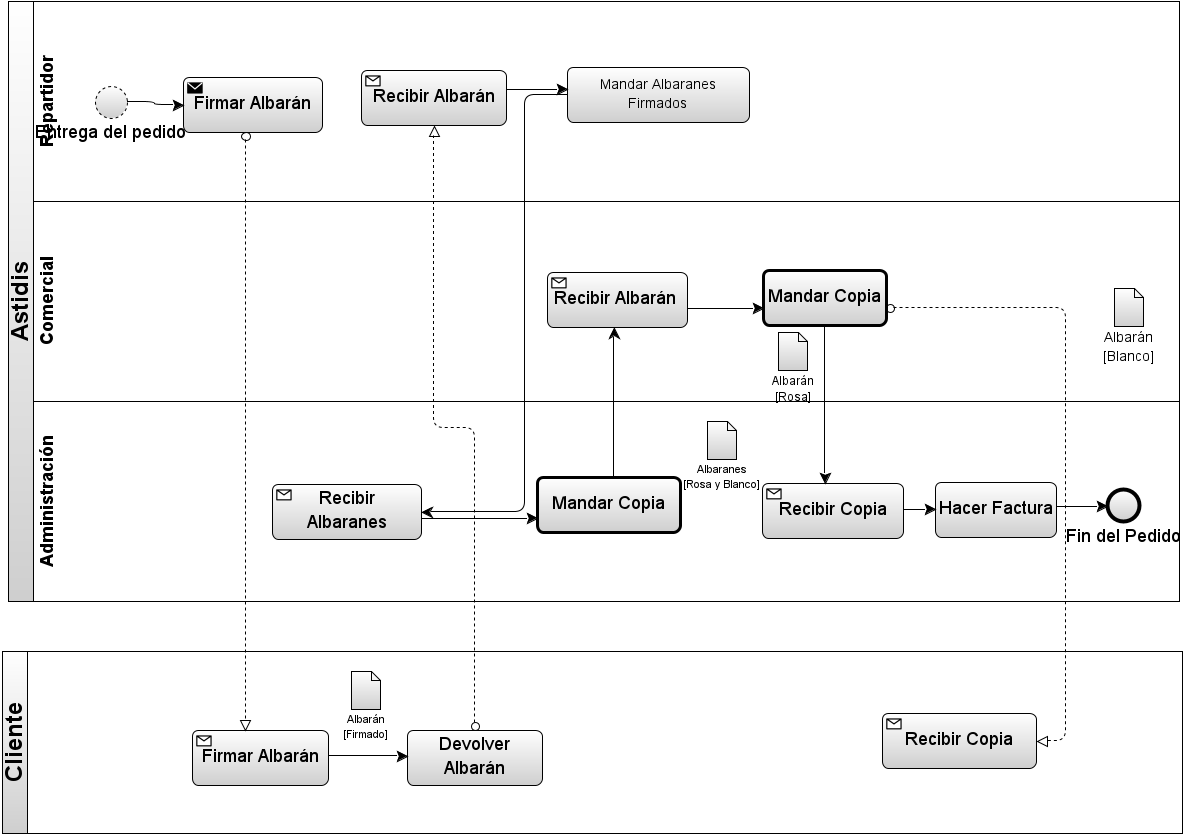 Astidis
Repartidor
Entrega del pedido
Firmar Albarán
Recibir Albarán
Mandar Albaranes
Firmados
Comercial
Recibir Albarán
Mandar Copia
Albarán
[Rosa]
Albarán
[Blanco]
Administración
Recibir
Albaranes
Mandar Copia
Albaranes
[Rosa y Blanco]
Recibir Copia
Hacer Factura
Fin del Pedido
Cliente
Firmar Albarán
Albarán
[Firmado]
Devolver
Albarán
Recibir Copia